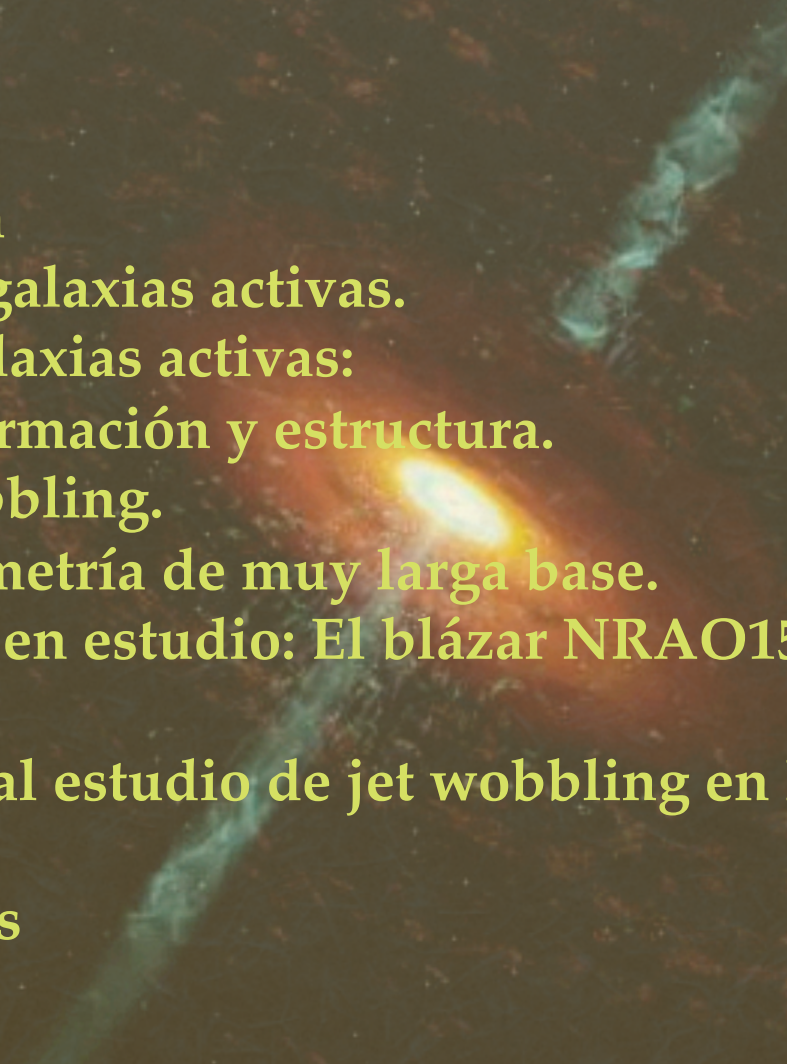 galaxias activas.
laxias activas:
rmación y estructura.
bbling.
metría de muy larga base.
en estudio: El blázar NRAO15
al estudio de jet wobbling en
s